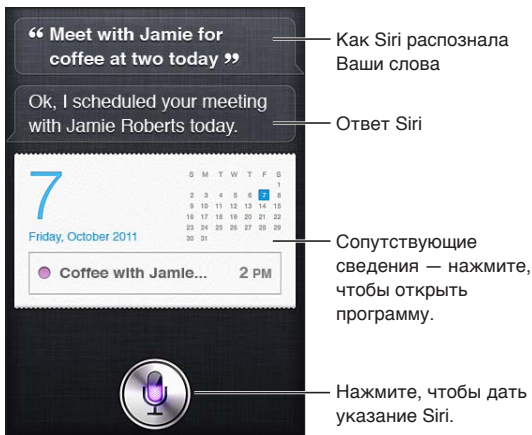 “ Meet with Jamie for
coffee at two today ”
Как Siri распознала
Ваши слова
Ok, I scheduled your meeting
with Jamie Roberts today.
Ответ Siri
7
Friday, October 2011
S M T W T F S
1
2 3 4 5 6 7 8
9 10 11 12 13 14 15
16 17 18 19 20 21 22
23 24 25 26 27 28 29
30 31
Coffee with Jamie... 2 PM
Сопутствующие
сведения — нажмите,
чтобы открыть
программу.
Нажмите, чтобы дать
указание Siri.